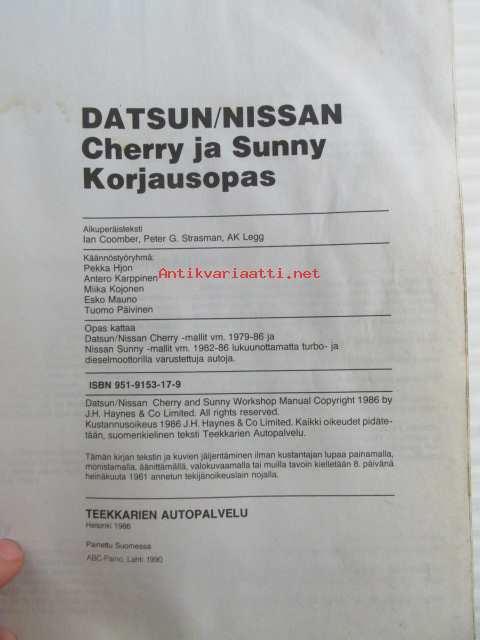 DATSUN/NISSAN
Cherry ja Sunny
Korjausopas
Alkuperäisteksti
Ian Coomber, Peter G. Strasman, AK Legg
Käännöstyöryhmä:
Pekka Hjon
Antero Karppinen
Miika Kojonen
Esko Mauno
Tuomo Päivinen
Antikvariaatti.net
Opas kattaa
Datsun/Nissan Cherry -mallit vm. 1979-86 ja
Nissan Sunny -mallit vm. 1982-86 lukuunottamatta turbo- ja
dieselmoottorilla varustettuja autoja.
ISBN 951-9153-17-9
Datsun/Nissan Cherry and Sunny Workshop Manual Copyright 1986 by
J.H. Haynes & Co Limited. All rights reserved.
Kustannusoikeus 1986 J.H. Haynes & Co Limited. Kaikki oikeudet pidäte-
tään, suomenkielinen teksti Teekkarien Autopalvelu.
Tämän kirjan tekstin ja kuvien jäljentäminen ilman kustantajan lupaa painamalla,
monistamalla, äänittämällä, valokuvaamalla tai muilla tavoin kielletään 8. päivänä
heinäkuuta 1961 annetun tekijänoikeuslain nojalla.
TEEKKARIEN AUTOPALVELU
Helsinki 1986
Painettu Suomessa
ABC-Paino, Lahti 1990